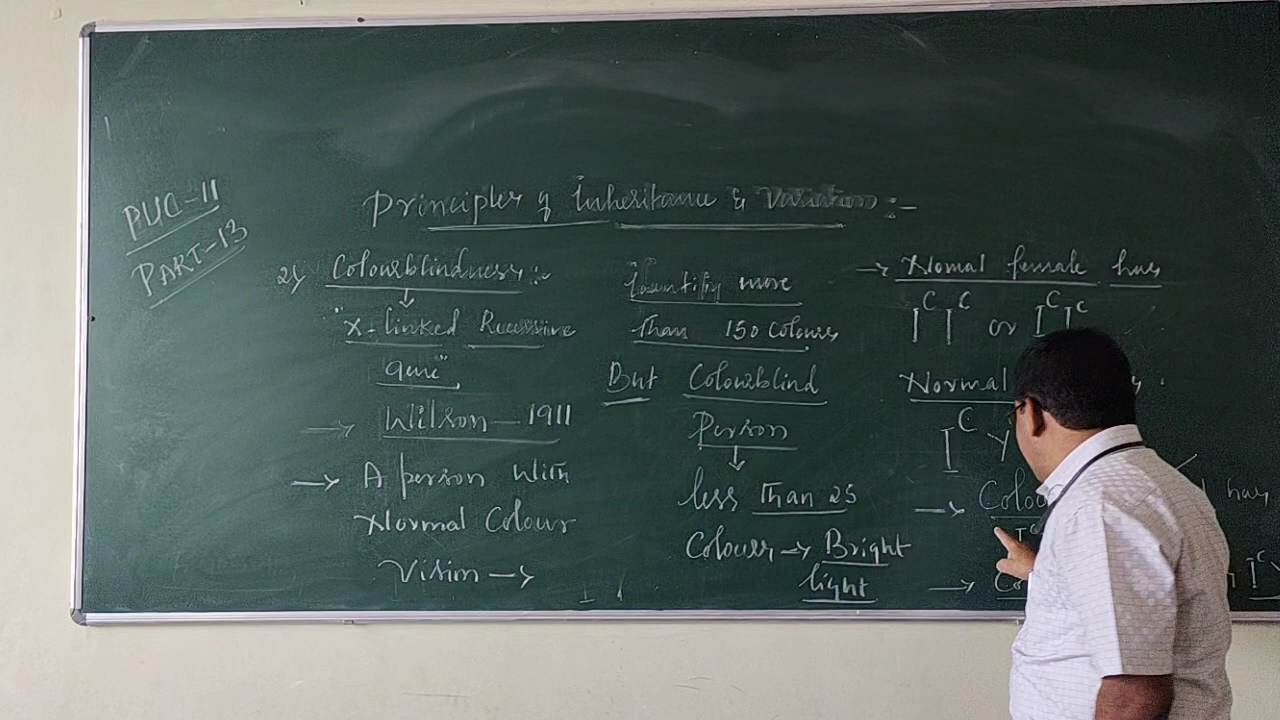 PUC-II
PART-13
Principles of Inheritance & Variation :-
2) Colourblindness :-
↓
"X-linked Recessive
gene"
→ Wilson - 1911
→ A person With
Normal Colour
Vision →
Identify more
Than 150 Colours
But Colourblind
Person
↓
less Than 25
Colours → Bright
light
→ Normal female has
I^C I^C or I^C I^c
Normal
I^C Y
→ has
→ I^c